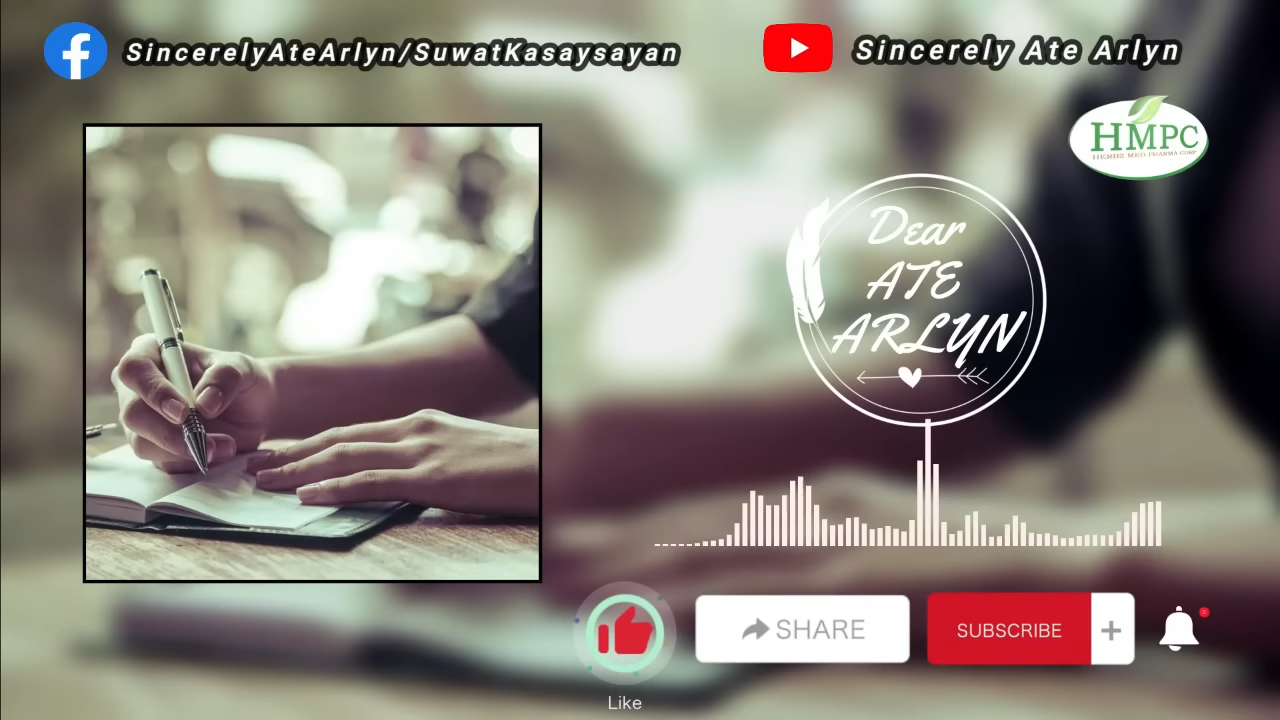 SincerelyAteArlyn/SuwatKasaysayan
Sincerely Ate Arlyn
HMPC
HERBZ MED PHARMA CORP
Dear
ATE
ARLYN
SHARE
SUBSCRIBE
Like